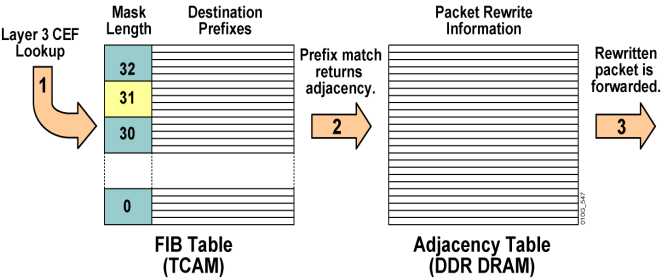 Layer 3 CEF
Lookup
1
Mask
Length
Destination
Prefixes
32
31
30
0
FIB Table
(TCAM)
Prefix match
returns
adjacency.
2
Packet Rewrite
Information
010G_547
Adjacency Table
(DDR DRAM)
Rewritten
packet is
forwarded.
3